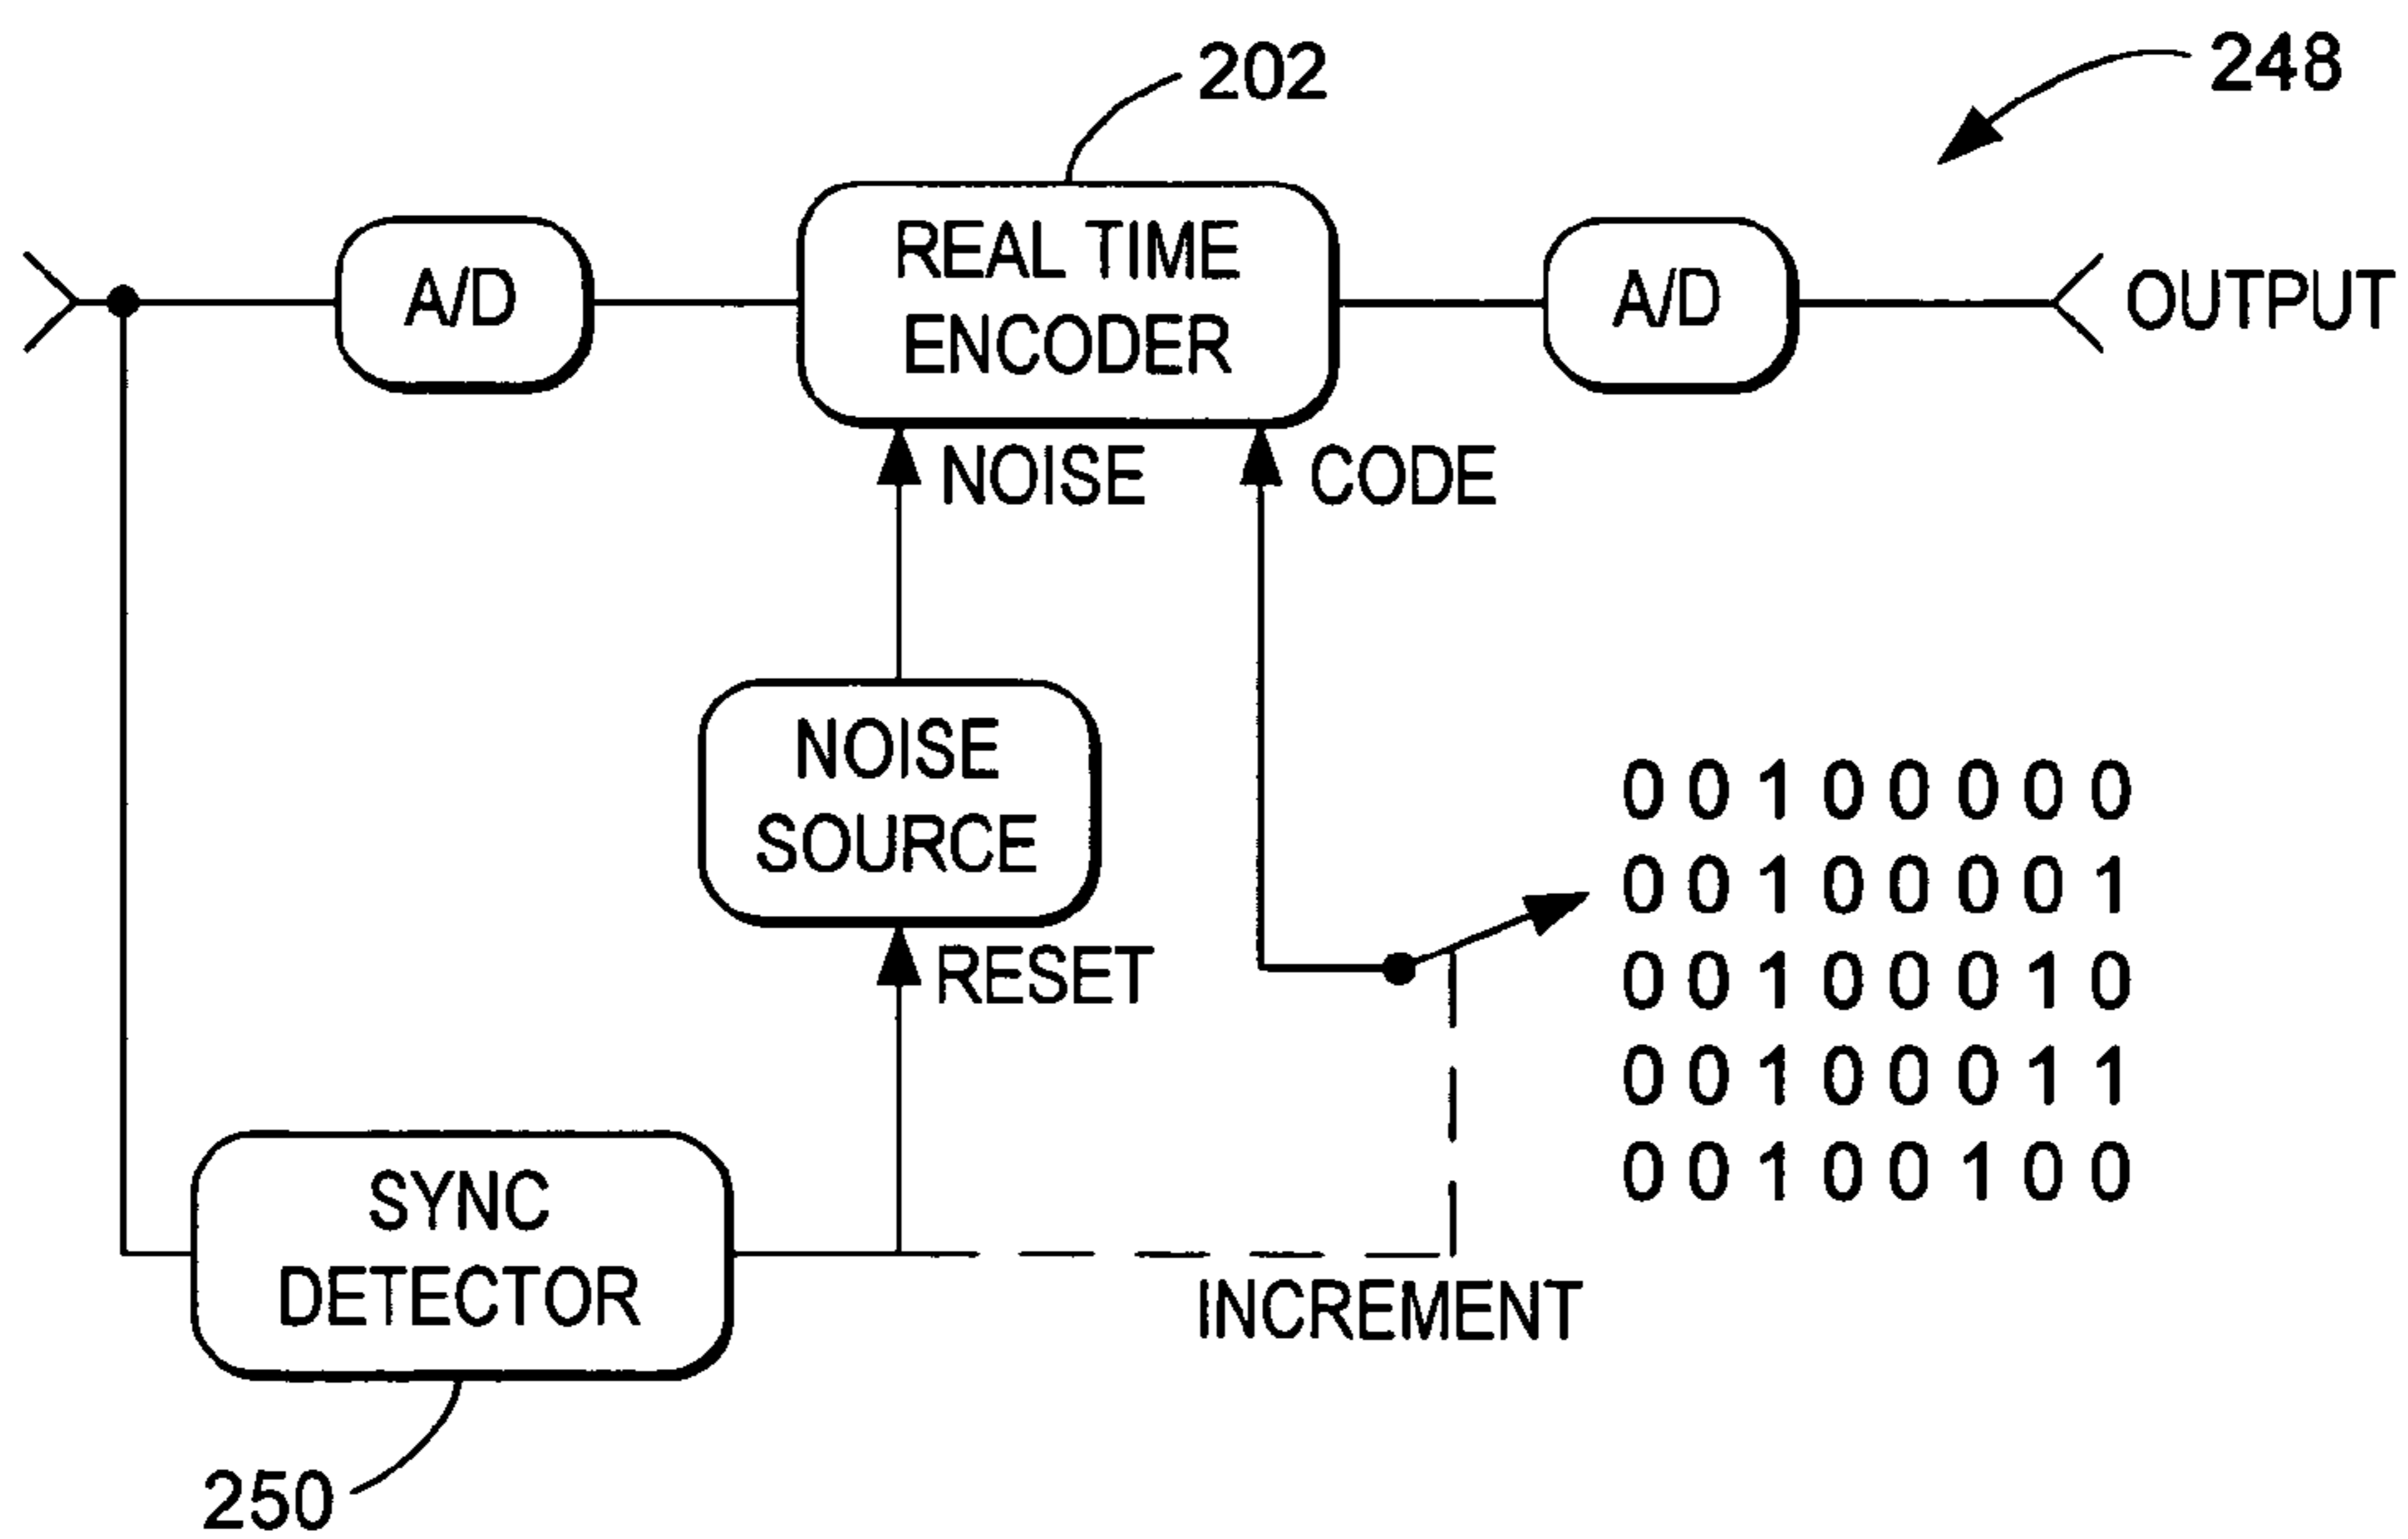 202
248
A/D
REAL TIME
ENCODER
A/D
OUTPUT
NOISE
CODE
NOISE
SOURCE
RESET
0 0 1 0 0 0 0 0
0 0 1 0 0 0 0 1
0 0 1 0 0 0 1 0
0 0 1 0 0 0 1 1
0 0 1 0 0 1 0 0
SYNC
DETECTOR
INCREMENT
250